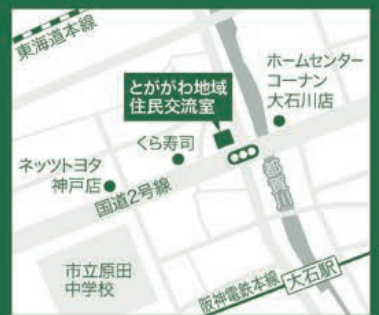 東海道本線
ホームセンター
コーナン
大石川店
とががわ地域
住民交流室
くら寿司
ネッツトヨタ
神戸店
国道2号線
都賀川
市立原田
中学校
阪神電鉄本線
大石駅